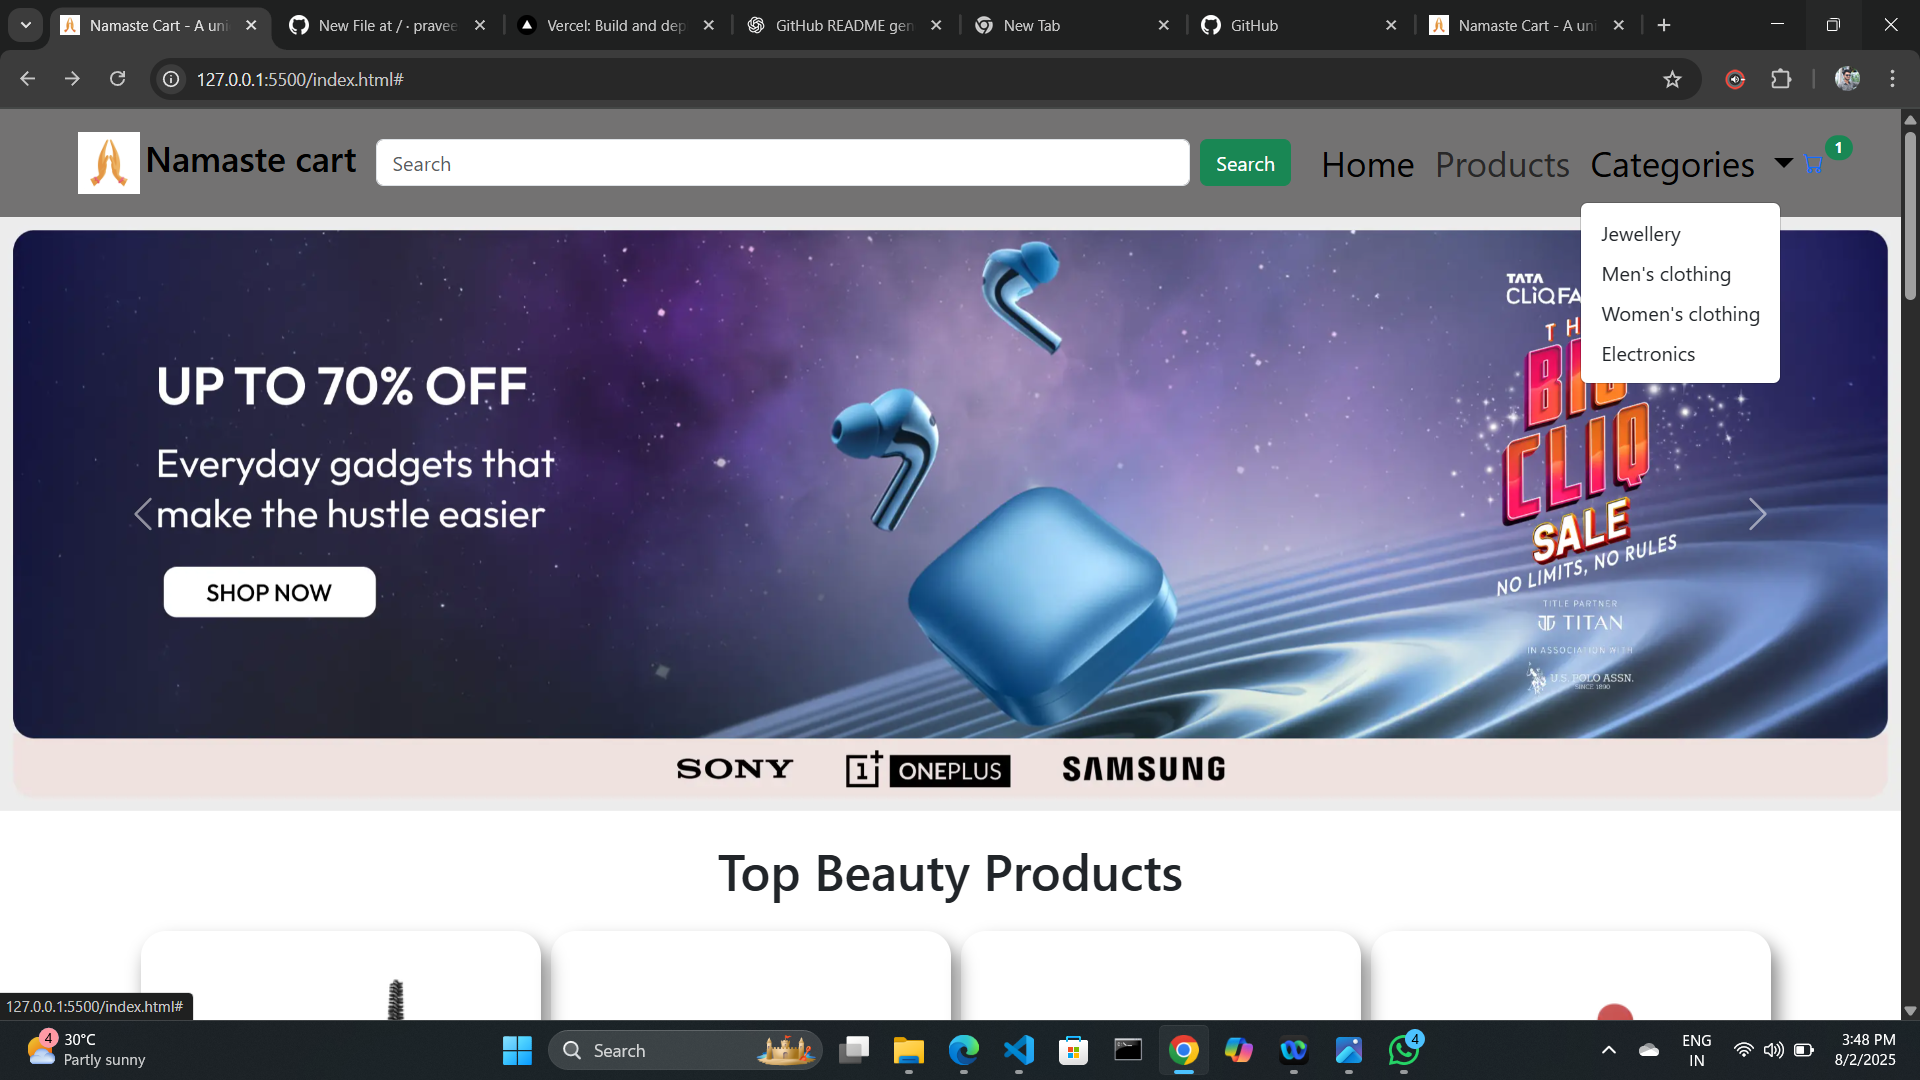 Namaste Cart - A uni
New File at / · pravee
Vercel: Build and dep
GitHub README gen
New Tab
GitHub
Namaste Cart - A uni
127.0.0.1:5500/index.html#
Namaste cart
Search
Search
Home
Products
Categories
1
Jewellery
Men's clothing
Women's clothing
Electronics
UP TO 70% OFF
Everyday gadgets that
make the hustle easier
SHOP NOW
TATA
CLiQ FA
TH
BIG
CLIQ
SALE
NO LIMITS, NO RULES
TITLE PARTNER
TITAN
IN ASSOCIATION WITH
U.S. POLO ASSN.
SINCE 1890
SONY
1+ ONEPLUS
SAMSUNG
Top Beauty Products
127.0.0.1:5500/index.html#
4
30°C
Partly sunny
Search
4
ENG
IN
3:48 PM
8/2/2025